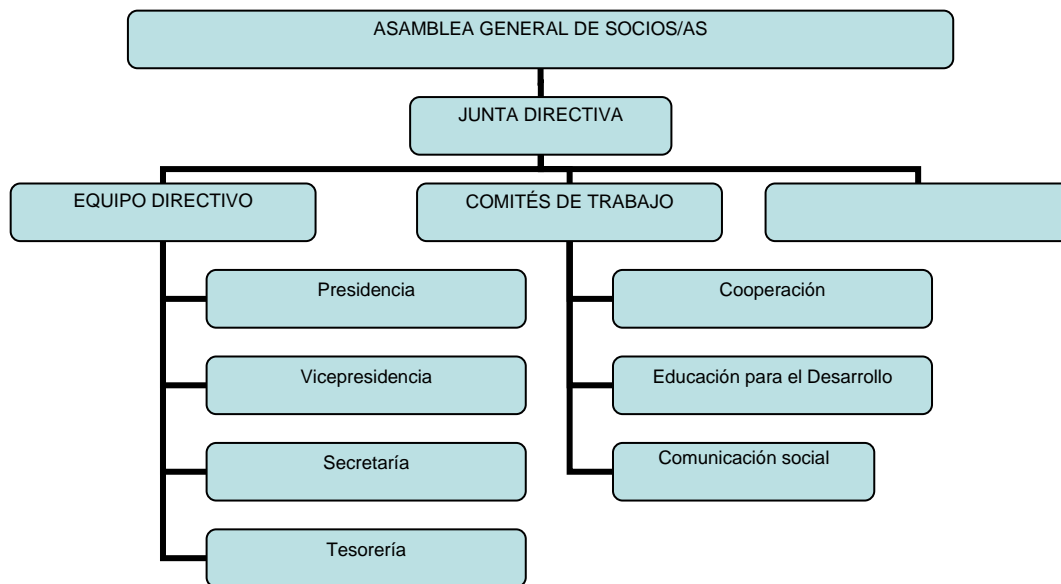 ASAMBLEA GENERAL DE SOCIOS/AS
JUNTA DIRECTIVA
EQUIPO DIRECTIVO
COMITÉS DE TRABAJO
Presidencia
Cooperación
Vicepresidencia
Educación para el Desarrollo
Secretaría
Comunicación social
Tesorería